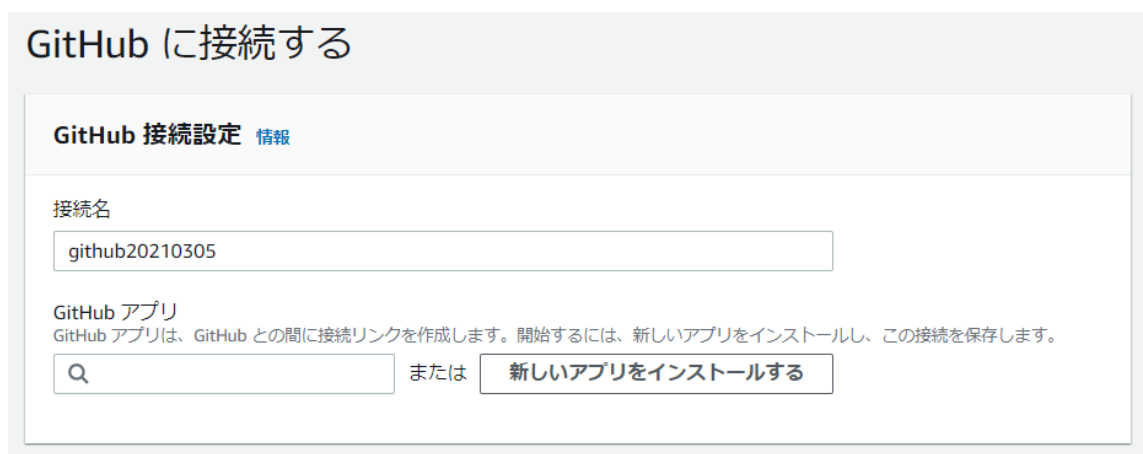 GitHub に接続する
GitHub 接続設定 情報
接続名
github20210305
GitHub アプリ
GitHub アプリは、GitHub との間に接続リンクを作成します。開始するには、新しいアプリをインストールし、この接続を保存します。
または 新しいアプリをインストールする